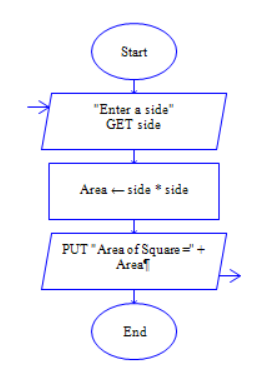 Start
"Enter a side"
GET side
Area ← side * side
PUT "Area of Square =" +
Area¶
End